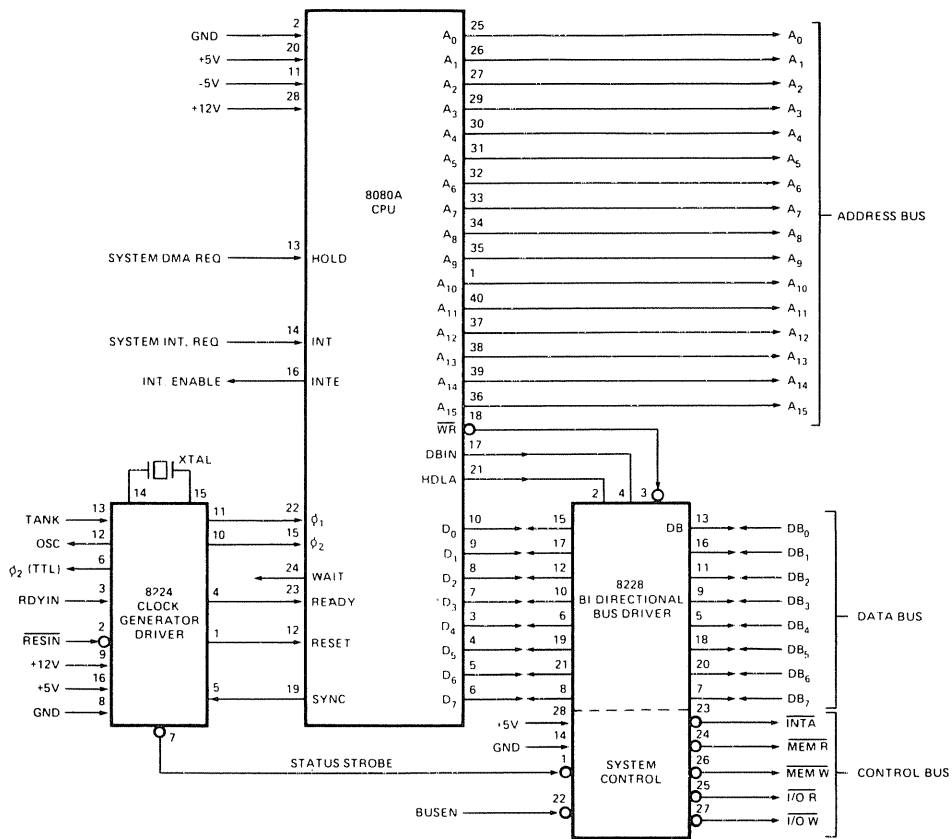 2 25
GND A0 A0
20 26
+5V A1 A1
11 27
-5V A2 A2
28 29
+12V A3 A3
30
A4 A4
31
A5 A5
8080A
CPU
32
A6 A6
33
A7 A7
ADDRESS BUS
34
A8 A8
13 35
SYSTEM DMA REQ HOLD A9 A9
1
A10 A10
40
A11 A11
14 37
SYSTEM INT. REQ INT A12 A12
16 38
INT. ENABLE INTE A13 A13
39
A14 A14
36
A15 A15
18
W̅R̅
17
DBIN
XTAL
21
HDLA
14 15
2 4 3
13 11 22 10 15 13
TANK ϕ1 D0 DB DB0
12 10 15 9 17 16
OSC ϕ2 D1 DB1
6 24 8 12 11
ϕ2 (TTL) WAIT D2 DB2
8224
CLOCK
GENERATOR
DRIVER
8228
BI DIRECTIONAL
BUS DRIVER
3 4 23 7 10 9
RDYIN READY D3 DB3
DATA BUS
2 1 12 3 6 5
R̅E̅S̅I̅N̅ RESET D4 DB4
9 4 19 18
+12V D5 DB5
16 5 21 20
+5V D6 DB6
8 5 19 6 8 7
GND SYNC D7 DB7
7
28 23
+5V I̅N̅T̅A̅
14 24
GND M̅E̅M̅ ̅R̅
SYSTEM
CONTROL
STATUS STROBE 1 26
M̅E̅M̅ ̅W̅
CONTROL BUS
25
I̅/̅O̅ ̅R̅
22 27
BUSEN I̅/̅O̅ ̅W̅